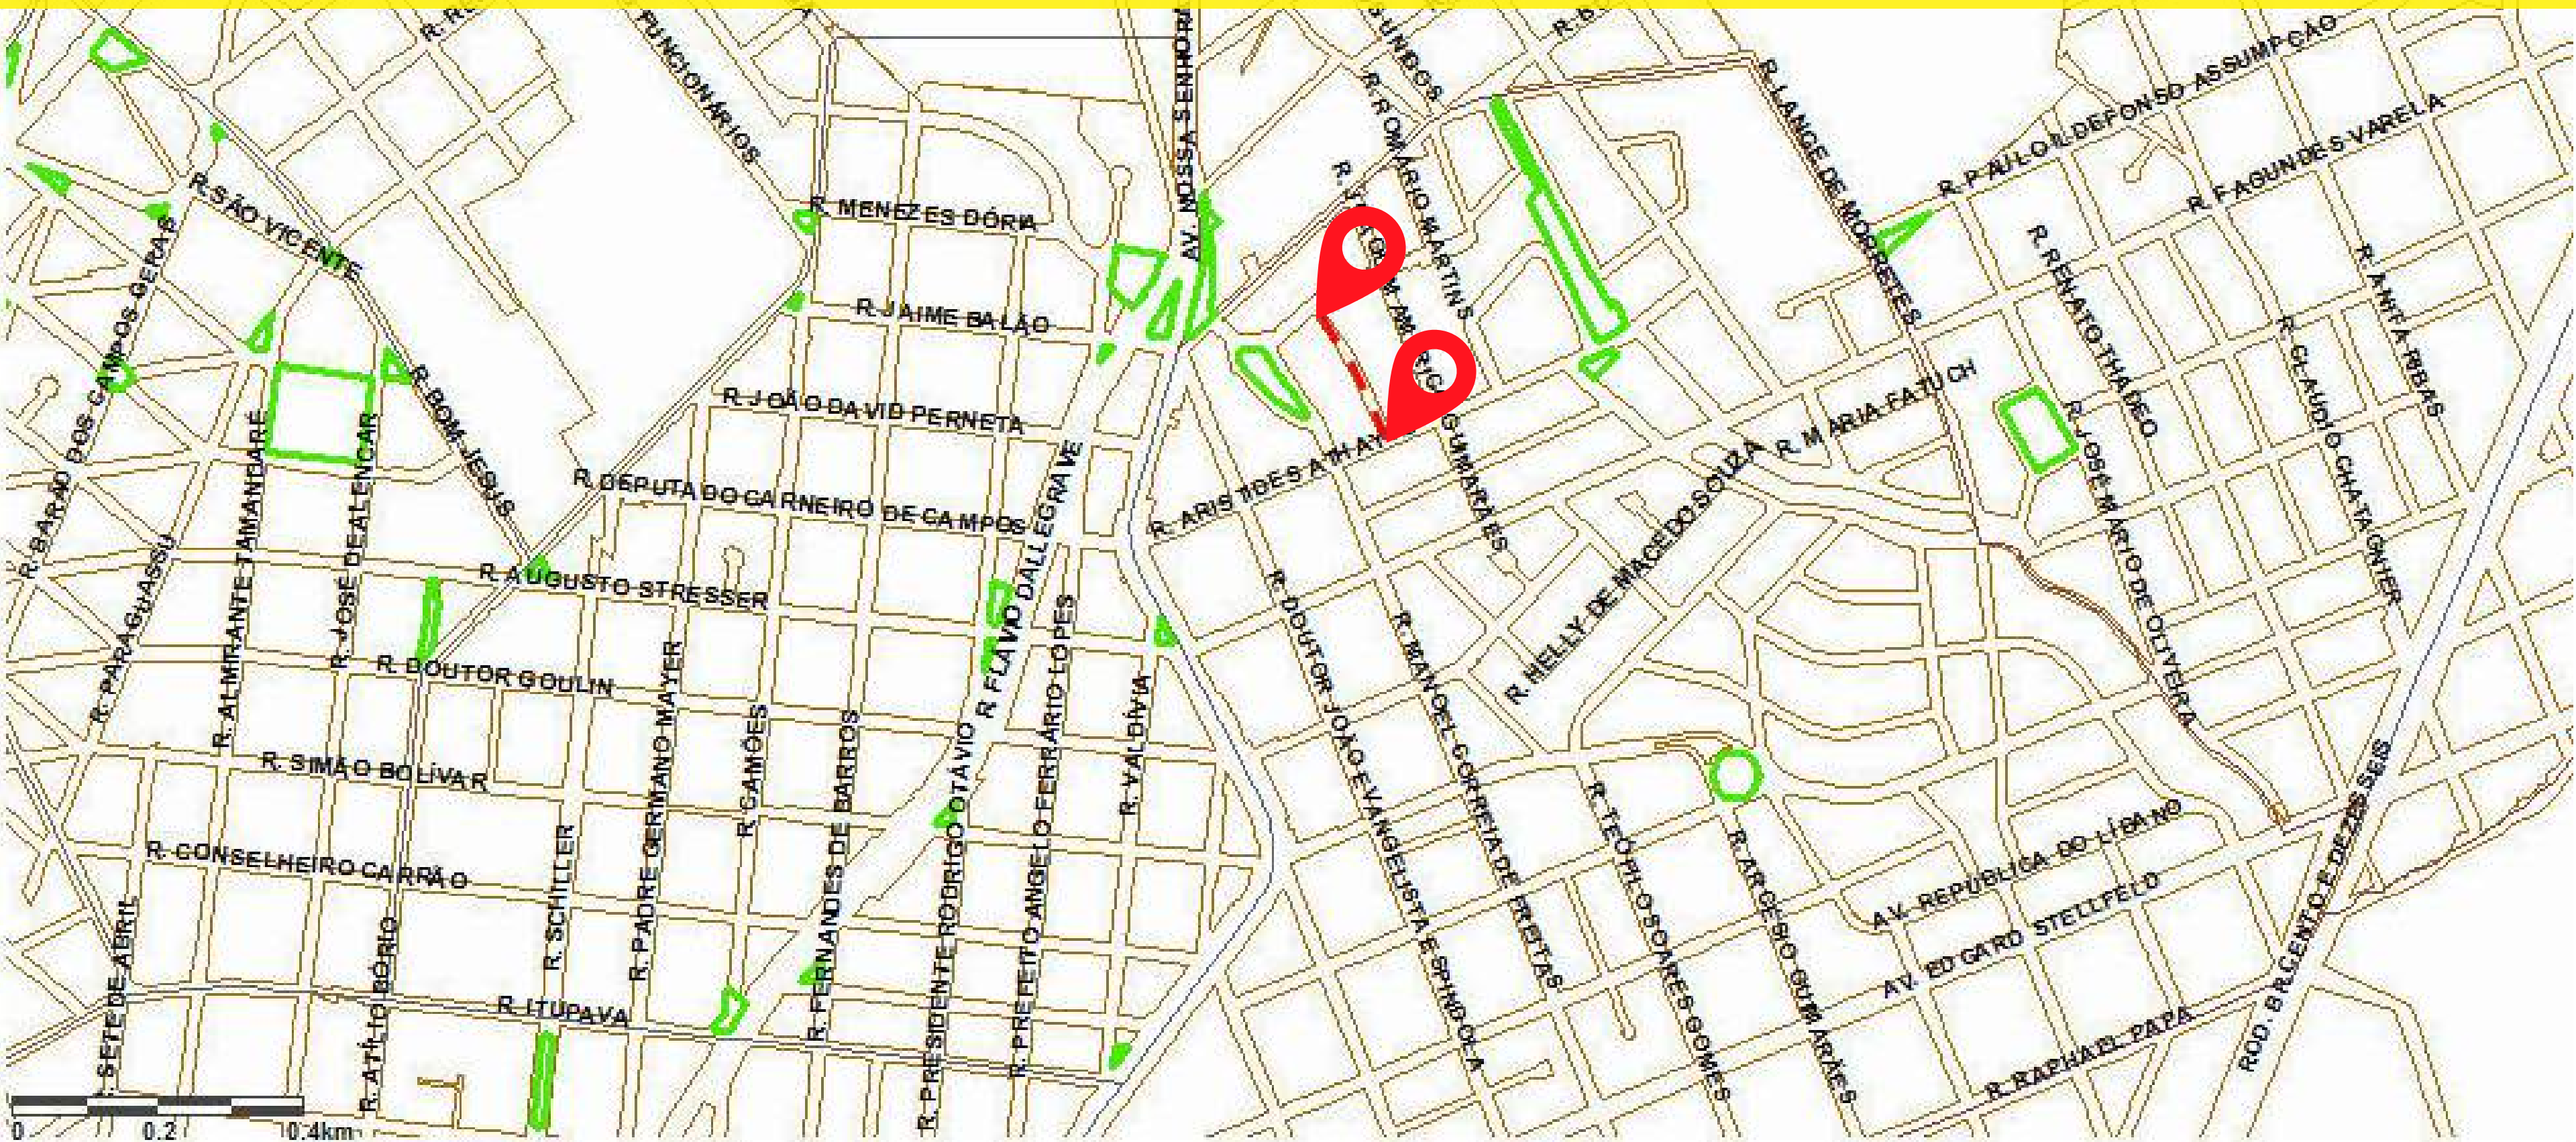 FUNCIONÁRIOS
AV. NOSSA SENHOR
R. ROMÁRIO MARTINS
R. LANGE DE MORRETES
R. PAULO ILDEFONSO ASSUMPÇÃO
R. FAGUNDES VARELA
R. SÃO VICENTE
R. MENEZES DÓRIA
R. BARÃO DOS CAMPOS GERAIS
R. JAIME BALÃO
R. RENATO THADEO
R. ANITA RIBAS
R. CLAUDIO CHATAGNIER
R. BOM JESUS
R. JOÃO DAVID PERNETA
R. MARIA FATUCH
R. ALMIRANTE TAMANDARÉ
R. JOSÉ DE ALENCAR
R. DEPUTADO CARNEIRO DE CAMPOS
R. FLÁVIO DALLEGRAVE
R. ARISTIDES ATHAY
GUIMARÃES
R. HELLY DE MACEDO SOUZA
R. JOSÉ MÁRIO DE OLIVEIRA
R. PARAGUASSU
R. AUGUSTO STRESSER
R. DOUTOR GOULIN
R. DOUTOR JOÃO EVANGELISTA ESPINDOLA
R. MANOEL CORREIA DE FREITAS
R. SIMÃO BOLÍVAR
R. PADRE GERMANO MAYER
R. CAMÕES
R. FERNANDES DE BARROS
R. PRESIDENTE RODRIGO OTÁVIO
R. PREFEITO ANGELO FERRÁRIO LOPES
R. VALDÍVIA
R. TEÓFILO SOARES GOMES
R. ARCESIO GUIMARÃES
AV. REPÚBLICA DO LÍBANO
AV. EDGARD STELLFELD
ROD. BR CENTO E DEZESSEIS
R. CONSELHEIRO CARRÃO
R. SCHILLER
R. SETE DE ABRIL
R. ATÍLIO BÓRIO
R. ITUPAVA
R. RAPHAEL PAPA
0 0.2 0.4km